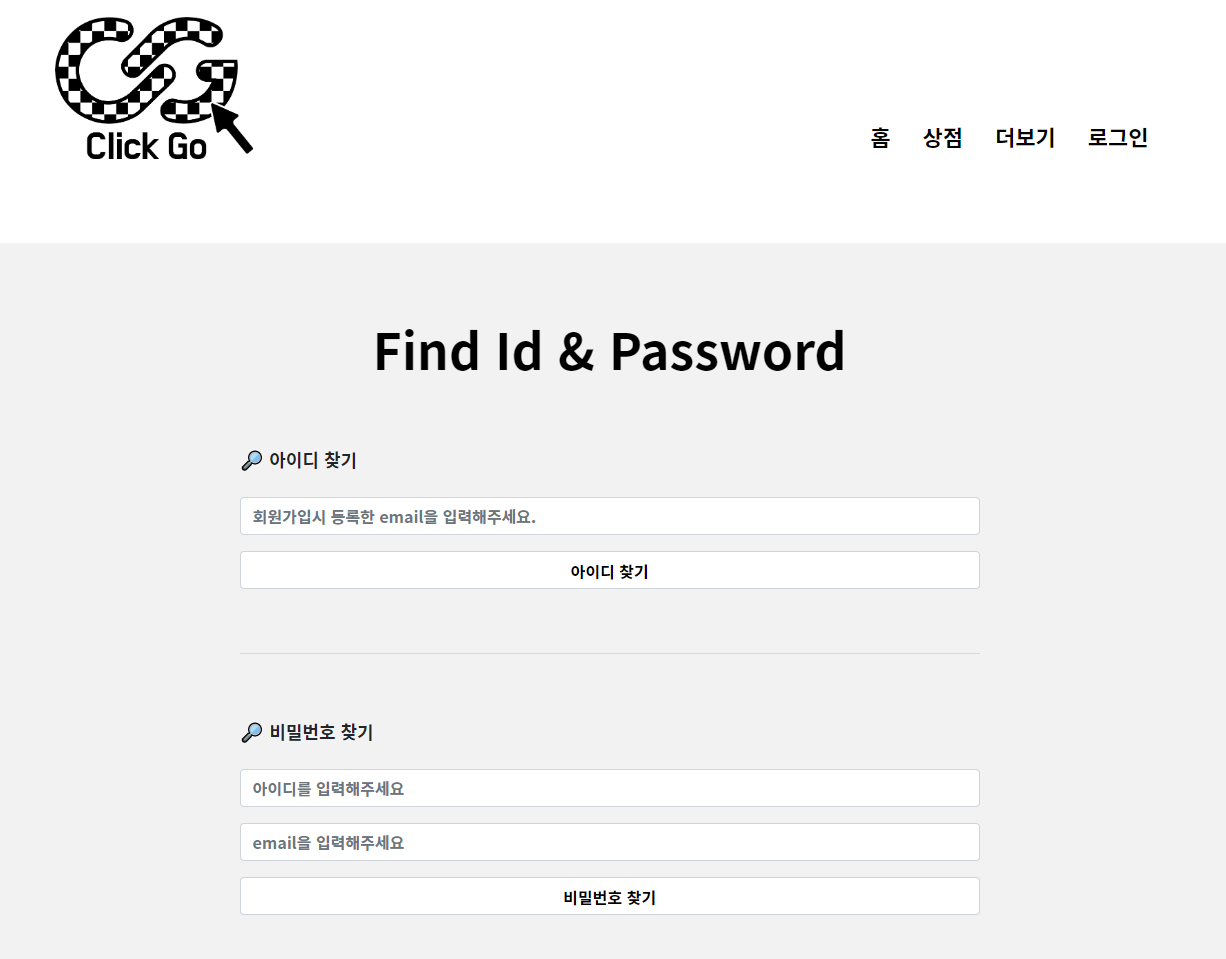 CG
Click Go
홈 상점 더보기 로그인
Find Id & Password
🔎 아이디 찾기
회원가입시 등록한 email을 입력해주세요.
아이디 찾기
🔎 비밀번호 찾기
아이디를 입력해주세요
email을 입력해주세요
비밀번호 찾기